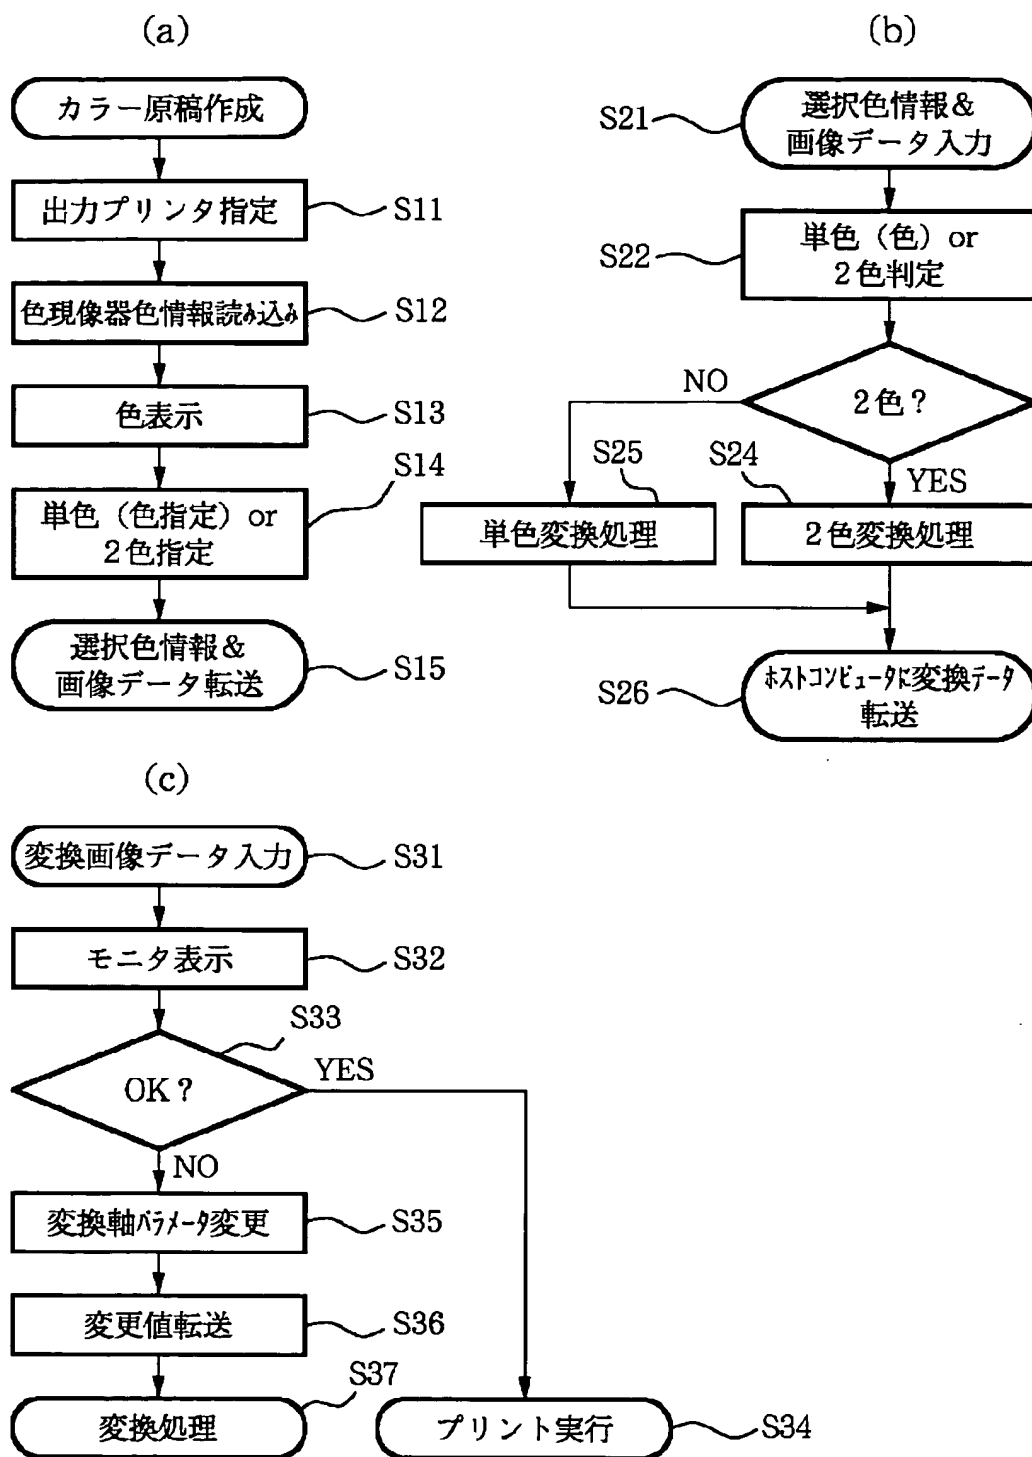 (a)
カラー原稿作成
出力プリンタ指定
S11
色現像器色情報読み込み
S12
色表示
S13
S14
単色（色指定）or
2色指定
選択色情報&
画像データ転送
S15
(b)
選択色情報&
画像データ入力
S21
単色（色）or
2色判定
S22
2色？
NO
YES
S25
単色変換処理
S24
2色変換処理
ホストコンピュータに変換データ
転送
S26
(c)
変換画像データ入力
S31
モニタ表示
S32
S33
OK？
YES
NO
変換軸パラメータ変更
S35
変更値転送
S36
S37
変換処理
プリント実行
S34